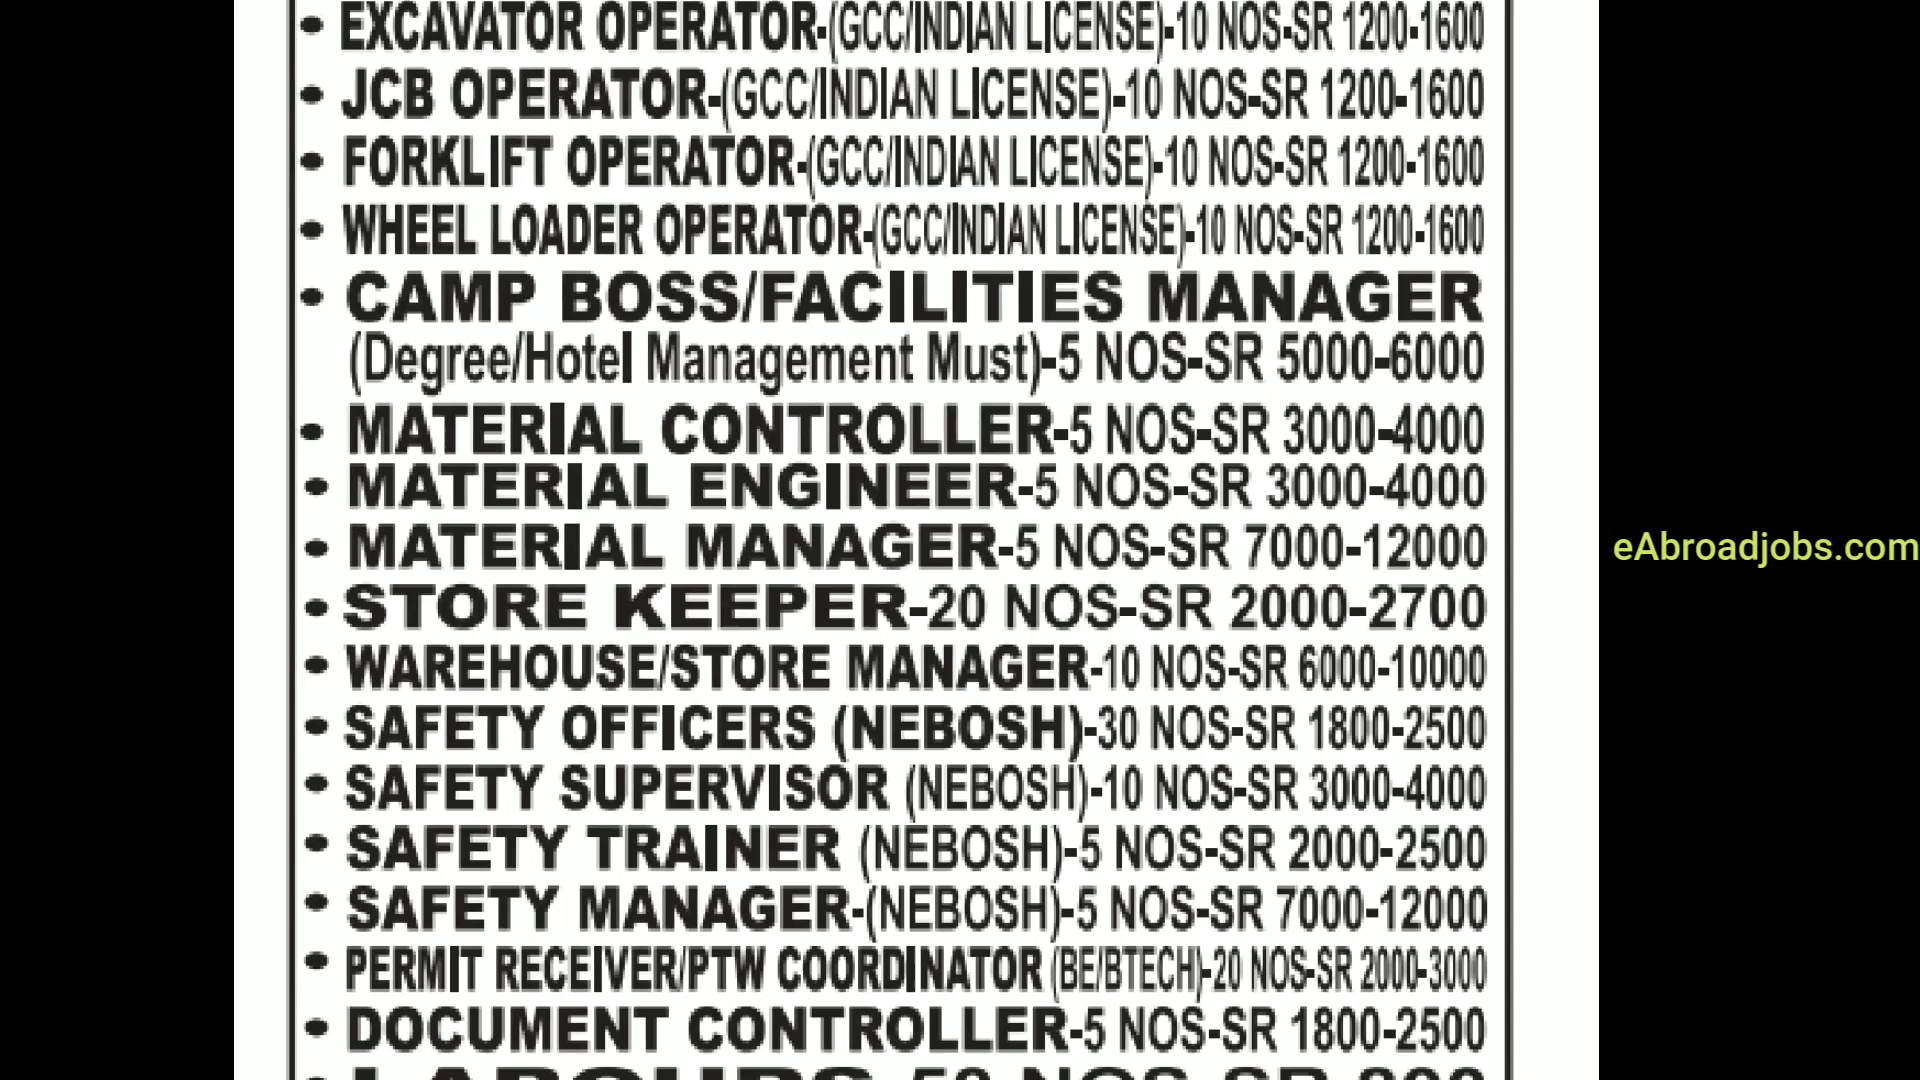 • EXCAVATOR OPERATOR-(GCC/INDIAN LICENSE)-10 NOS-SR 1200-1600
• JCB OPERATOR-(GCC/INDIAN LICENSE)-10 NOS-SR 1200-1600
• FORKLIFT OPERATOR-(GCC/INDIAN LICENSE)-10 NOS-SR 1200-1600
• WHEEL LOADER OPERATOR-(GCC/INDIAN LICENSE)-10 NOS-SR 1200-1600
• CAMP BOSS/FACILITIES MANAGER
(Degree/Hotel Management Must)-5 NOS-SR 5000-6000
• MATERIAL CONTROLLER-5 NOS-SR 3000-4000
• MATERIAL ENGINEER-5 NOS-SR 3000-4000
• MATERIAL MANAGER-5 NOS-SR 7000-12000
• STORE KEEPER-20 NOS-SR 2000-2700
• WAREHOUSE/STORE MANAGER-10 NOS-SR 6000-10000
• SAFETY OFFICERS (NEBOSH)-30 NOS-SR 1800-2500
• SAFETY SUPERVISOR (NEBOSH)-10 NOS-SR 3000-4000
• SAFETY TRAINER (NEBOSH)-5 NOS-SR 2000-2500
• SAFETY MANAGER-(NEBOSH)-5 NOS-SR 7000-12000
• PERMIT RECEIVER/PTW COORDINATOR (BE/BTECH)-20 NOS-SR 2000-3000
• DOCUMENT CONTROLLER-5 NOS-SR 1800-2500
eAbroadjobs.com